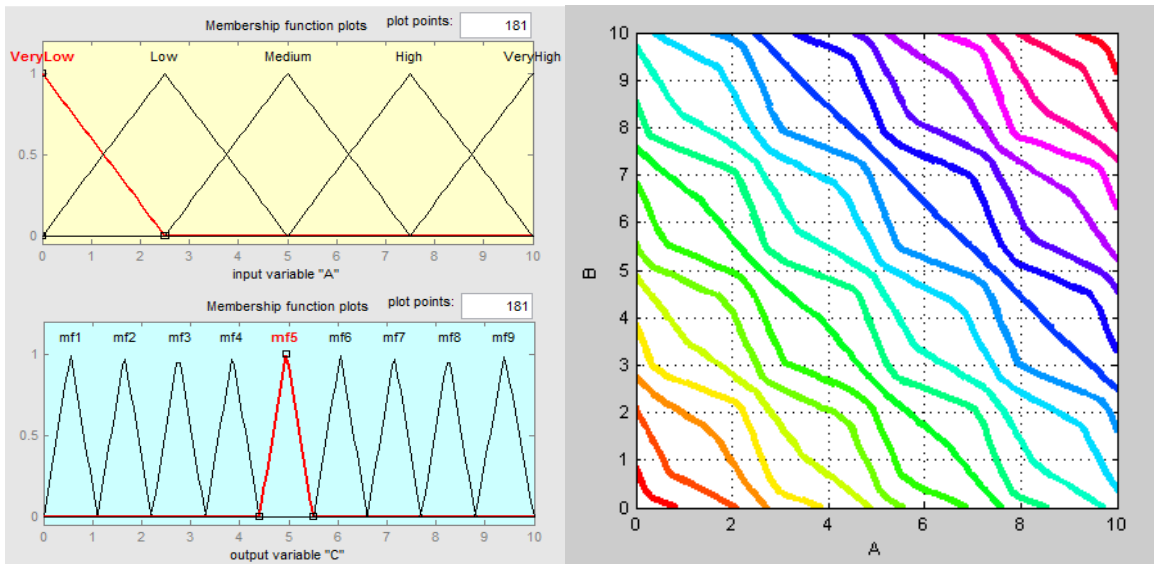 Membership function plots plot points: 181
VeryLow Low Medium High VeryHigh
1
0.5
0
0 1 2 3 4 5 6 7 8 9 10
input variable "A"
Membership function plots plot points: 181
mf1 mf2 mf3 mf4 mf5 mf6 mf7 mf8 mf9
1
0.5
0
0 1 2 3 4 5 6 7 8 9 10
output variable "C"
10
9
8
7
6
5
4
3
2
1
0
B
0 2 4 6 8 10
A